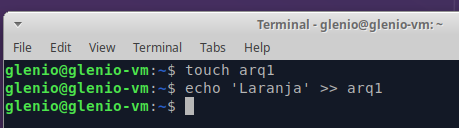 Terminal - glenio@glenio-vm: ~
File Edit View Terminal Tabs Help
glenio@glenio-vm:~$ touch arq1
glenio@glenio-vm:~$ echo 'Laranja' >> arq1
glenio@glenio-vm:~$